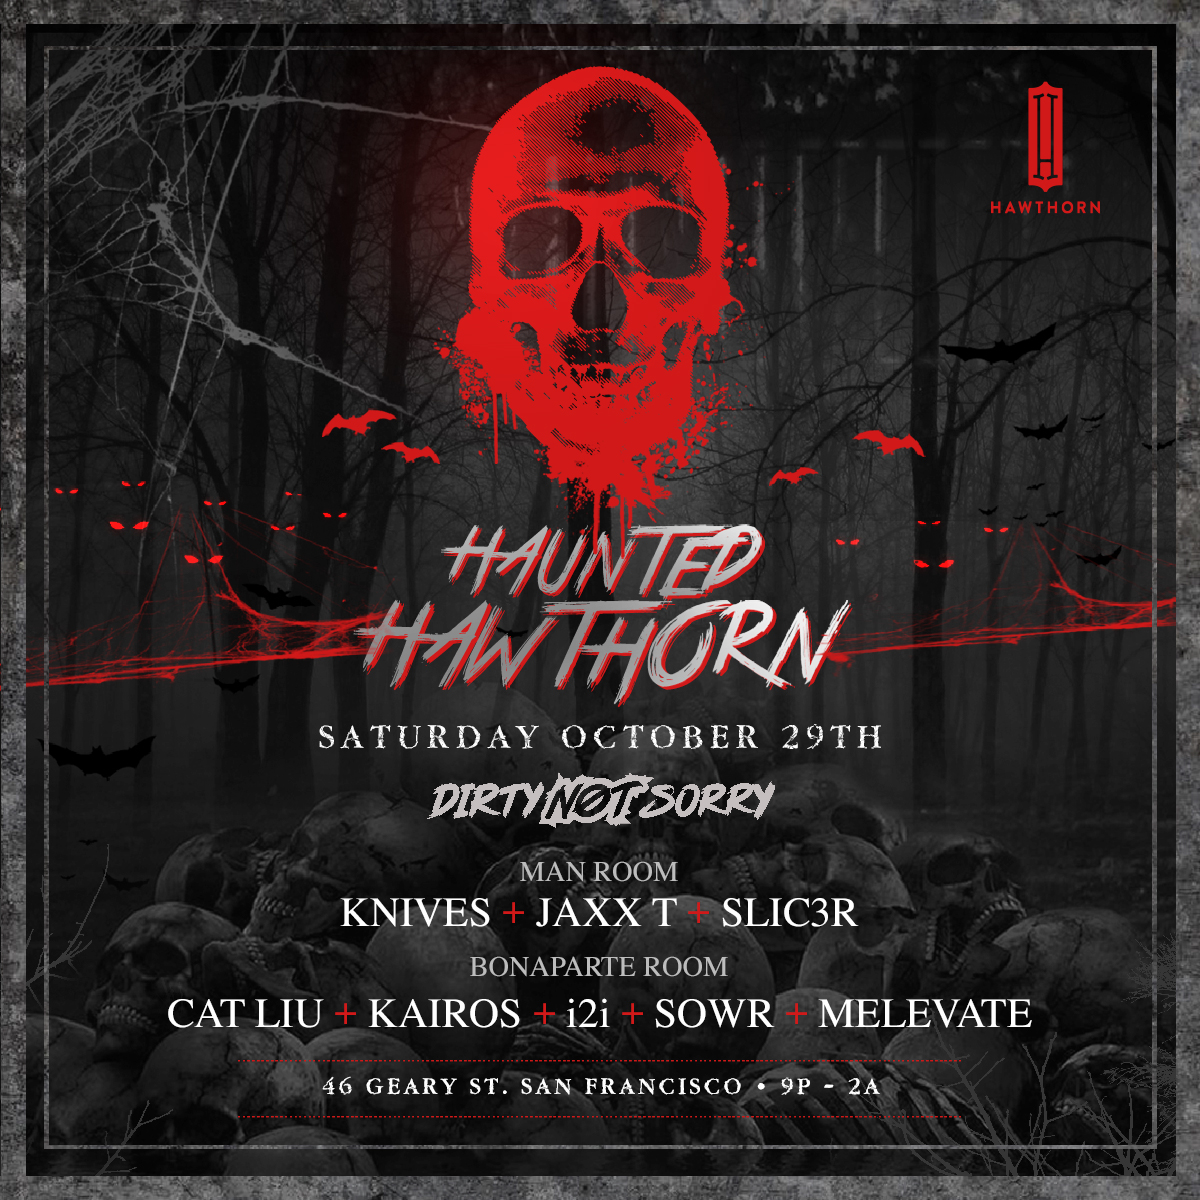 HAWTHORN
HAUNTED
HAWTHORN
SATURDAY OCTOBER 29TH
DIRTY NOT SORRY
MAN ROOM
KNIVES + JAXX T + SLIC3R
BONAPARTE ROOM
CAT LIU + KAIROS + i2i + SOWR + MELEVATE
46 GEARY ST. SAN FRANCISCO • 9P - 2A